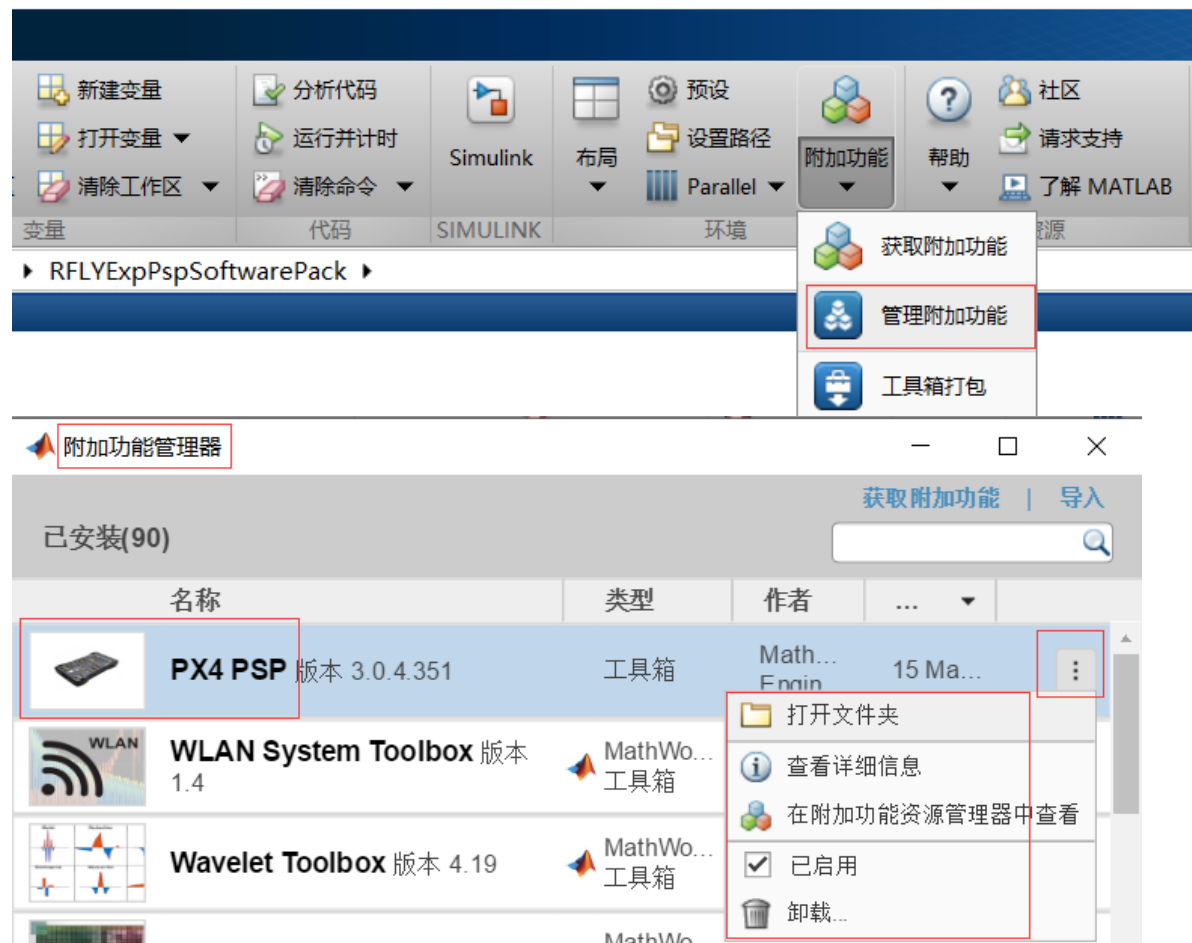 新建变量
分析代码
预设
社区
打开变量
运行并计时
Simulink
布局
设置路径
附加功能
帮助
请求支持
清除工作区
清除命令
Parallel
了解 MATLAB
变量
代码
SIMULINK
环境
源
RFLYExpPspSoftwarePack
获取附加功能
管理附加功能
工具箱打包
附加功能管理器
获取附加功能 | 导入
已安装(90)
名称 类型 作者 ...
PX4 PSP 版本 3.0.4.351
工具箱
Math...
Engin
15 Ma...
打开文件夹
WLAN
WLAN System Toolbox 版本
1.4
MathWo...
工具箱
查看详细信息
在附加功能资源管理器中查看
Wavelet Toolbox 版本 4.19
MathWo...
工具箱
已启用
卸载...
MathWo